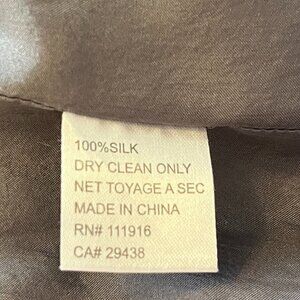 100%SILK
DRY CLEAN ONLY
NET TOYAGE A SEC
MADE IN CHINA
RN# 111916
CA# 29438